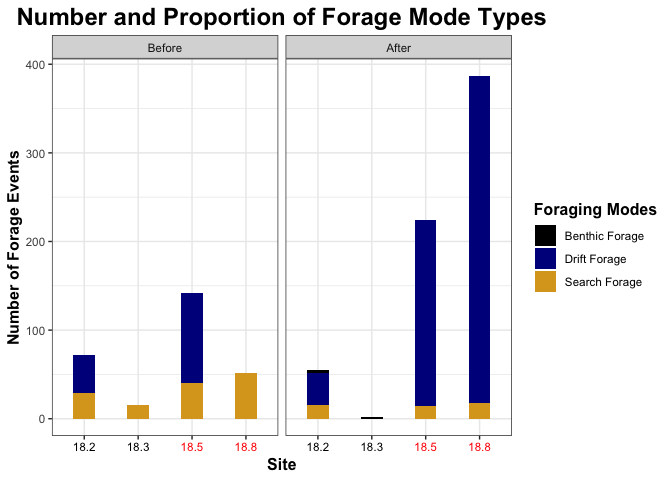 Number and Proportion of Forage Mode Types
Before
After
Number of Forage Events
400
300
200
100
0
18.2 18.3 18.5 18.8
18.2 18.3 18.5 18.8
Site
Foraging Modes
Benthic Forage
Drift Forage
Search Forage